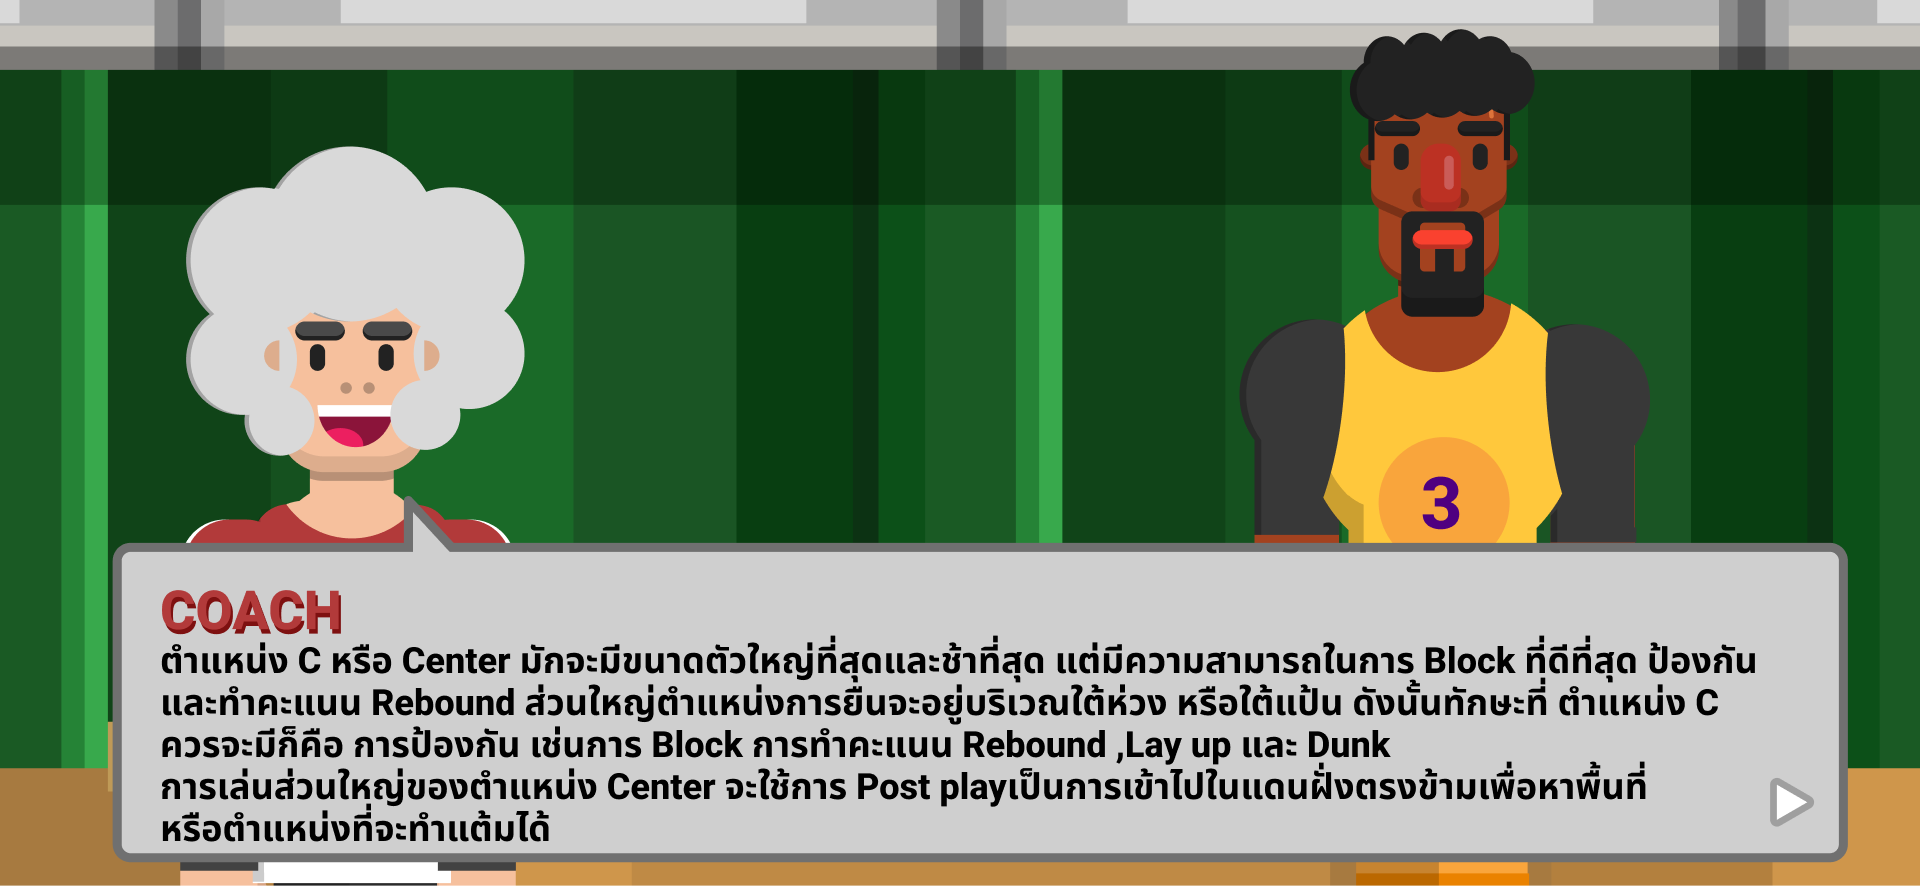 3
COACH
ตำแหน่ง C หรือ Center มักจะมีขนาดตัวใหญ่ที่สุดและช้าที่สุด แต่มีความสามารถในการ Block ที่ดีที่สุด ป้องกัน
และทำคะแนน Rebound ส่วนใหญ่ตำแหน่งการยืนจะอยู่บริเวณใต้ห่วง หรือใต้แป้น ดังนั้นทักษะที่ ตำแหน่ง C
ควรจะมีก็คือ การป้องกัน เช่นการ Block การทำคะแนน Rebound ,Lay up และ Dunk
การเล่นส่วนใหญ่ของตำแหน่ง Center จะใช้การ Post playเป็นการเข้าไปในแดนฝั่งตรงข้ามเพื่อหาพื้นที่
หรือตำแหน่งที่จะทำแต้มได้